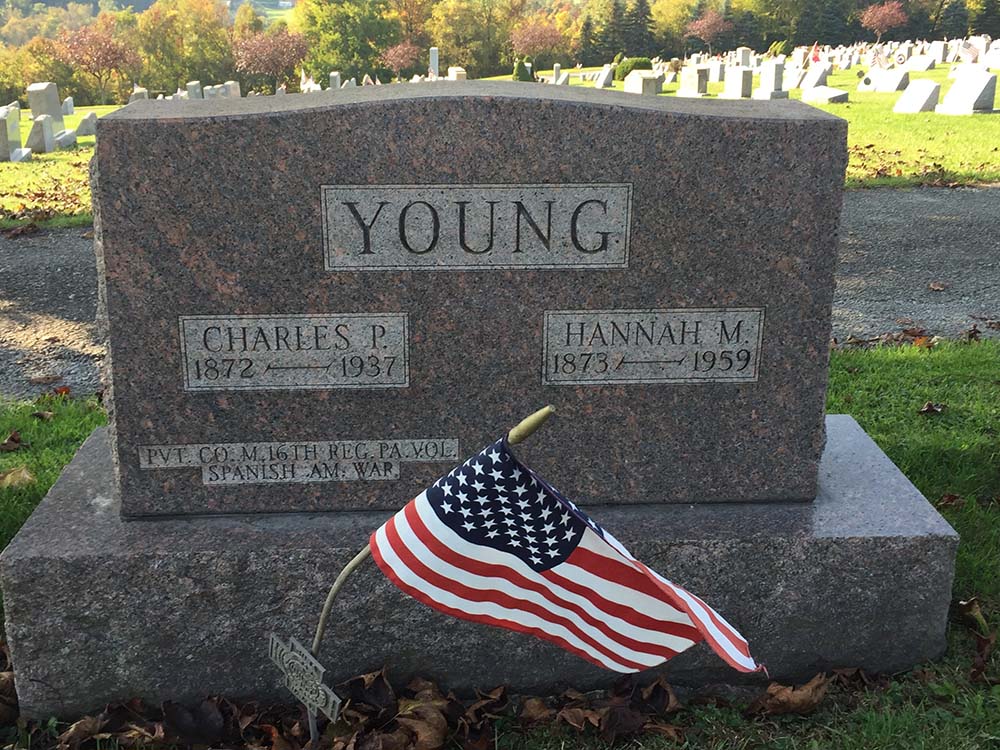 YOUNG
CHARLES P.
1872 — 1937
HANNAH M.
1873 — 1959
PVT. CO. M. 16TH REG. PA. VOL.
SPANISH AM. WAR